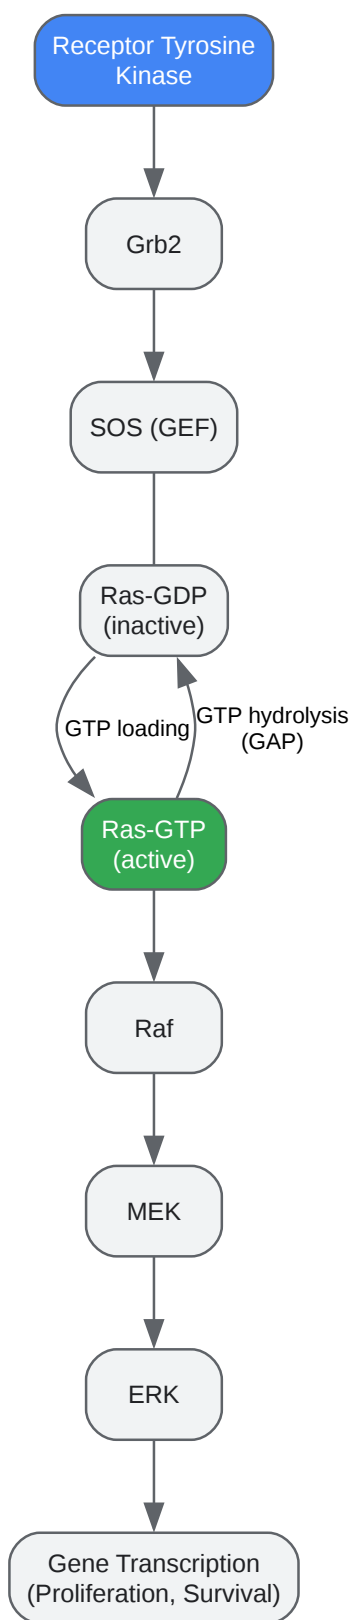 Receptor Tyrosine
Kinase
Grb2
SOS (GEF)
Ras-GDP
(inactive)
GTP loading
GTP hydrolysis
(GAP)
Ras-GTP
(active)
Raf
MEK
ERK
Gene Transcription
(Proliferation, Survival)